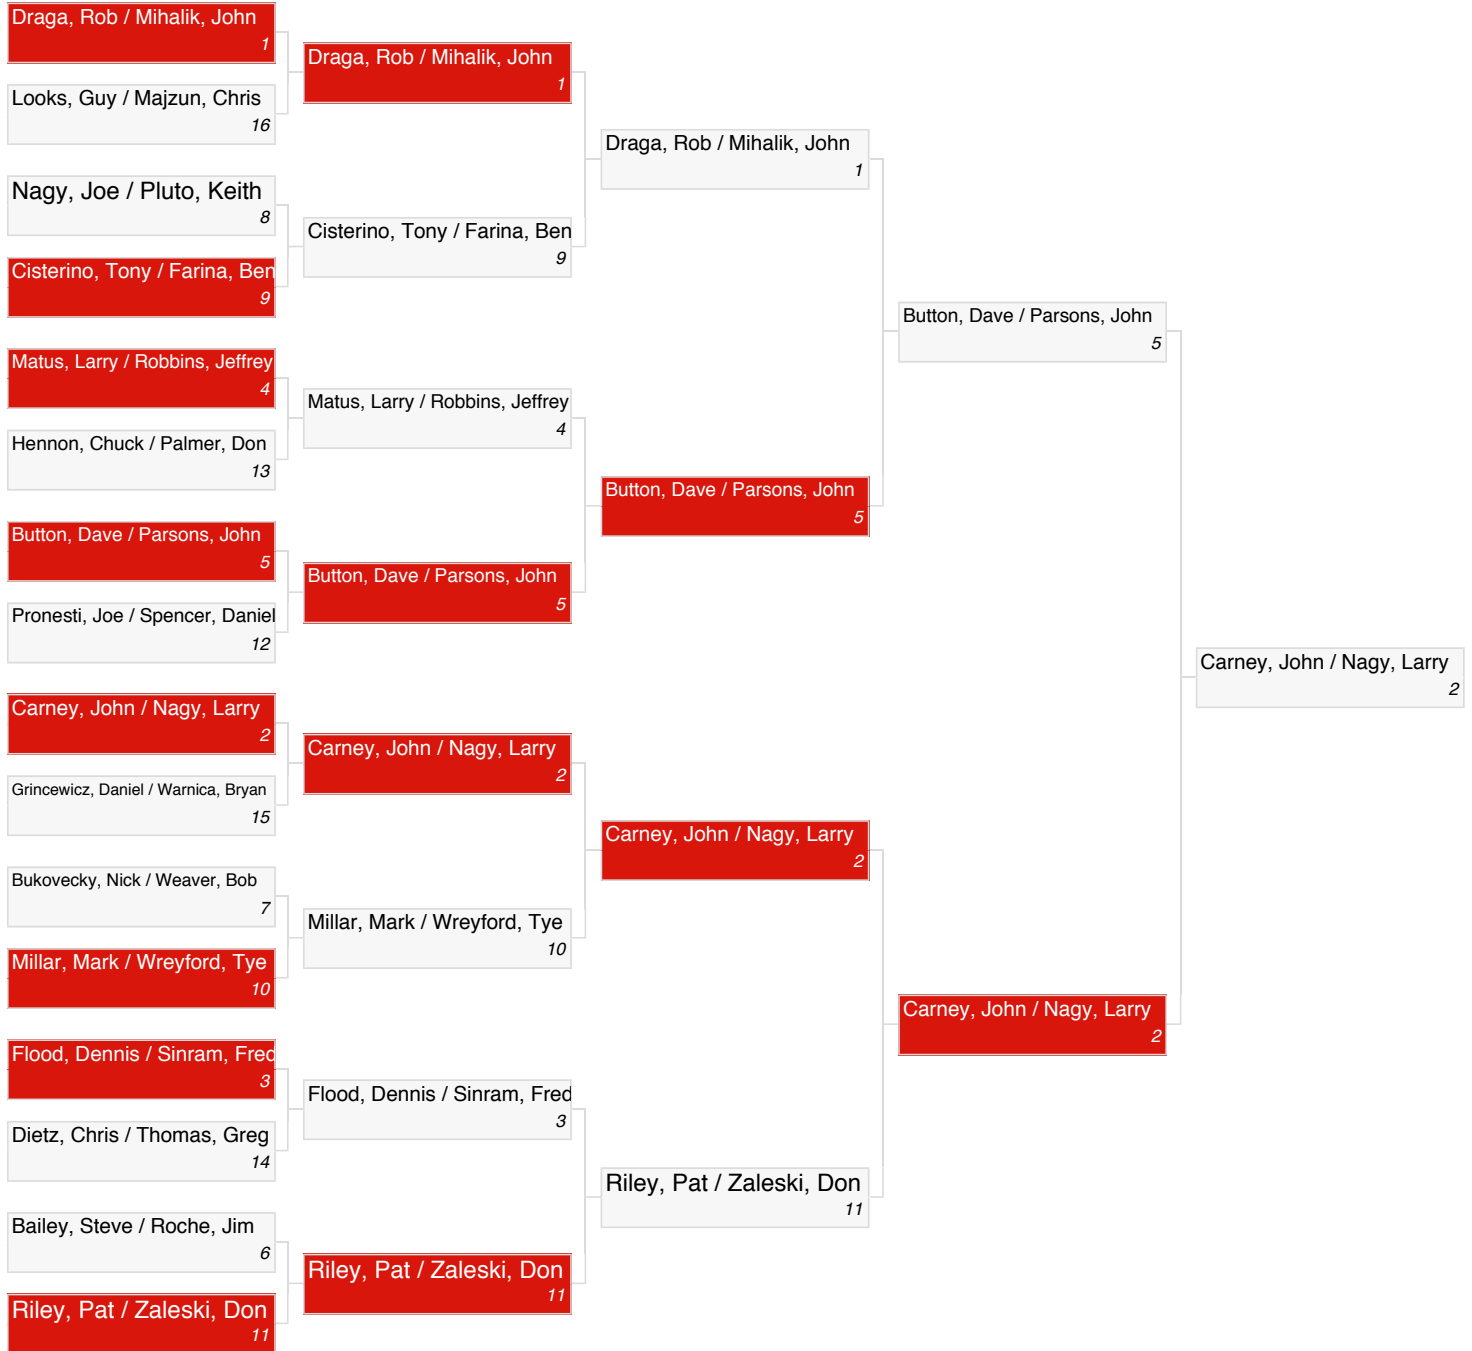 Draga, Rob / Mihalik, John
1
Looks, Guy / Majzun, Chris
16
Nagy, Joe / Pluto, Keith
8
Cisterino, Tony / Farina, Ben
9
Matus, Larry / Robbins, Jeffrey
4
Hennon, Chuck / Palmer, Don
13
Button, Dave / Parsons, John
5
Pronesti, Joe / Spencer, Daniel
12
Carney, John / Nagy, Larry
2
Grincewicz, Daniel / Warnica, Bryan
15
Bukovecky, Nick / Weaver, Bob
7
Millar, Mark / Wreyford, Tye
10
Flood, Dennis / Sinram, Fred
3
Dietz, Chris / Thomas, Greg
14
Bailey, Steve / Roche, Jim
6
Riley, Pat / Zaleski, Don
11
Draga, Rob / Mihalik, John
1
Cisterino, Tony / Farina, Ben
9
Matus, Larry / Robbins, Jeffrey
4
Button, Dave / Parsons, John
5
Carney, John / Nagy, Larry
2
Millar, Mark / Wreyford, Tye
10
Flood, Dennis / Sinram, Fred
3
Riley, Pat / Zaleski, Don
11
Draga, Rob / Mihalik, John
1
Button, Dave / Parsons, John
5
Carney, John / Nagy, Larry
2
Riley, Pat / Zaleski, Don
11
Button, Dave / Parsons, John
5
Carney, John / Nagy, Larry
2
Carney, John / Nagy, Larry
2